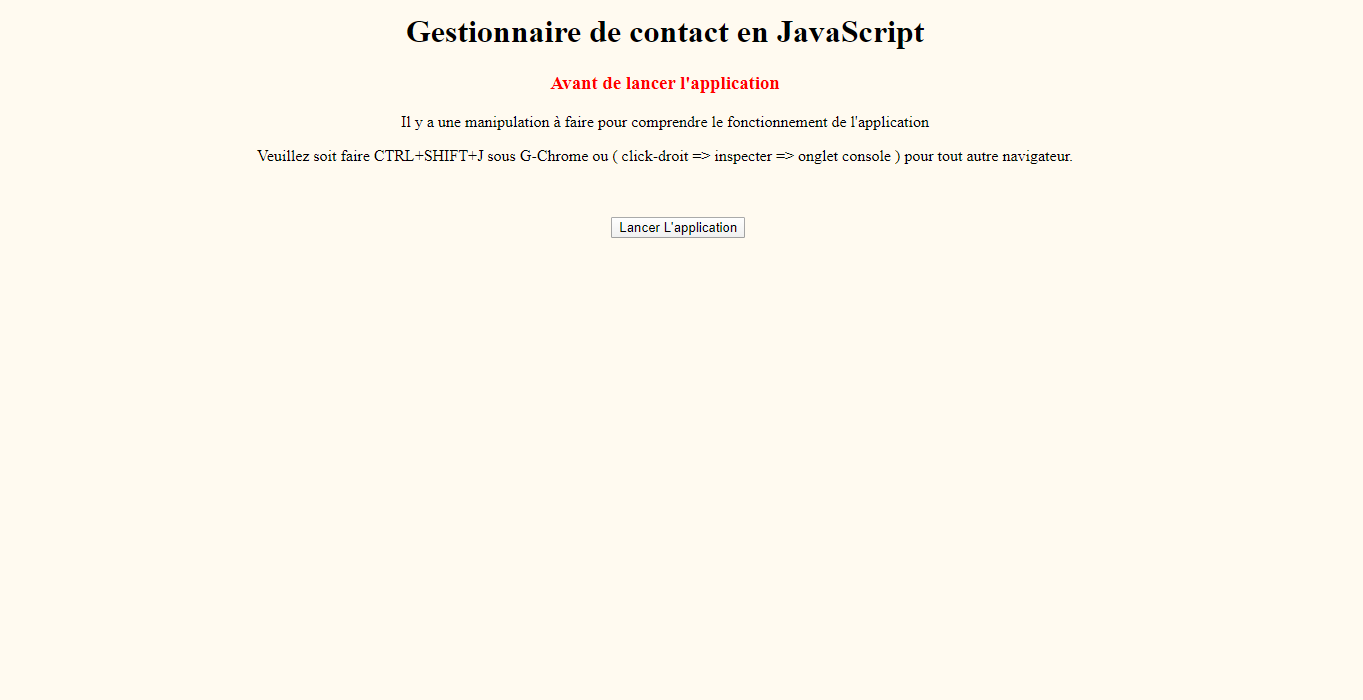 Gestionnaire de contact en JavaScript
Avant de lancer l'application
Il y a une manipulation à faire pour comprendre le fonctionnement de l'application
Veuillez soit faire CTRL+SHIFT+J sous G-Chrome ou ( click-droit => inspecter => onglet console ) pour tout autre navigateur.
Lancer L'application